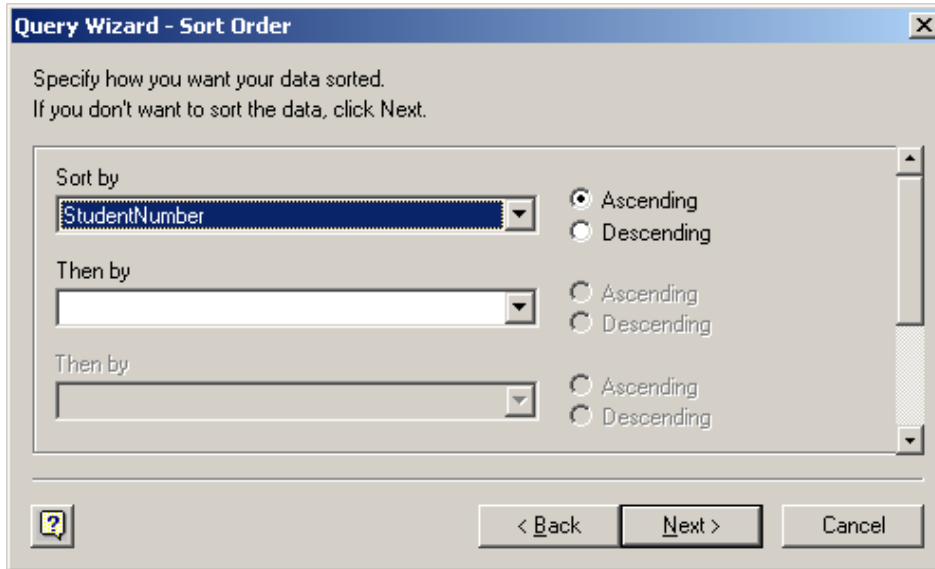 Query Wizard - Sort Order
Specify how you want your data sorted.
If you don't want to sort the data, click Next.
Sort by
StudentNumber
Ascending
Descending
Then by
Ascending
Descending
Then by
Ascending
Descending
< Back
Next >
Cancel